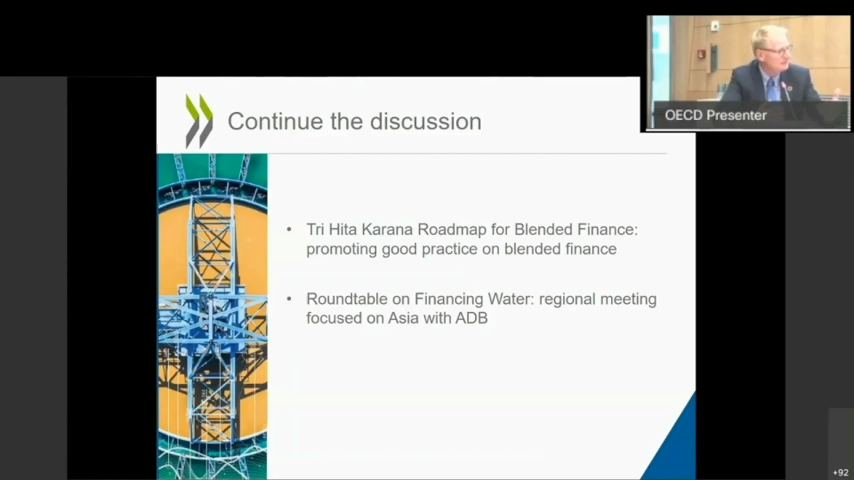 OECD Presenter
Continue the discussion
• Tri Hita Karana Roadmap for Blended Finance:
promoting good practice on blended finance
• Roundtable on Financing Water: regional meeting
focused on Asia with ADB
+92